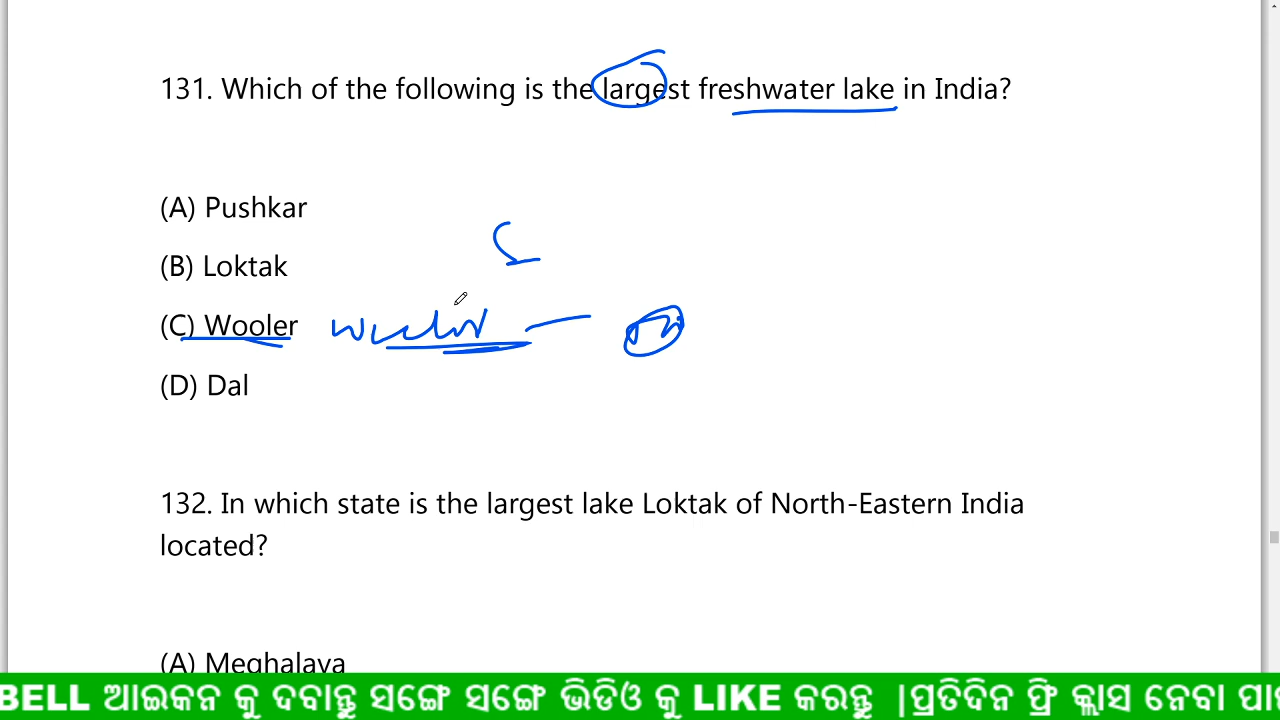 131. Which of the following is the largest freshwater lake in India?
(A) Pushkar
(B) Loktak
(C) Wooler
(D) Dal
132. In which state is the largest lake Loktak of North-Eastern India
located?
(A) Meghalaya
BELL ଆଇକନ କୁ ଦବାନ୍ତୁ ସଙ୍ଗେ ସଙ୍ଗେ ଭିଡିଓ କୁ LIKE କରନ୍ତୁ |ପ୍ରତିଦିନ ଫ୍ରି କ୍ଲାସ ନେବା